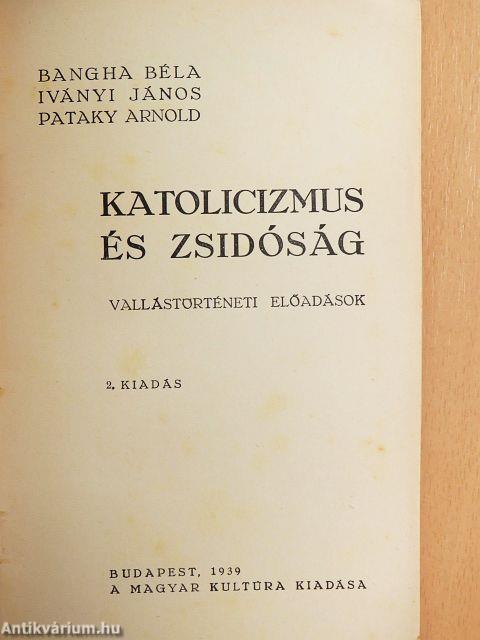 BANGHA BÉLA
IVÁNYI JÁNOS
PATAKY ARNOLD
KATOLICIZMUS
ÉS ZSIDÓSÁG
VALLÁSTÖRTÉNETI ELŐADÁSOK
2. KIADÁS
BUDAPEST, 1939
A MAGYAR KULTÚRA KIADÁSA
Antikvárium.hu